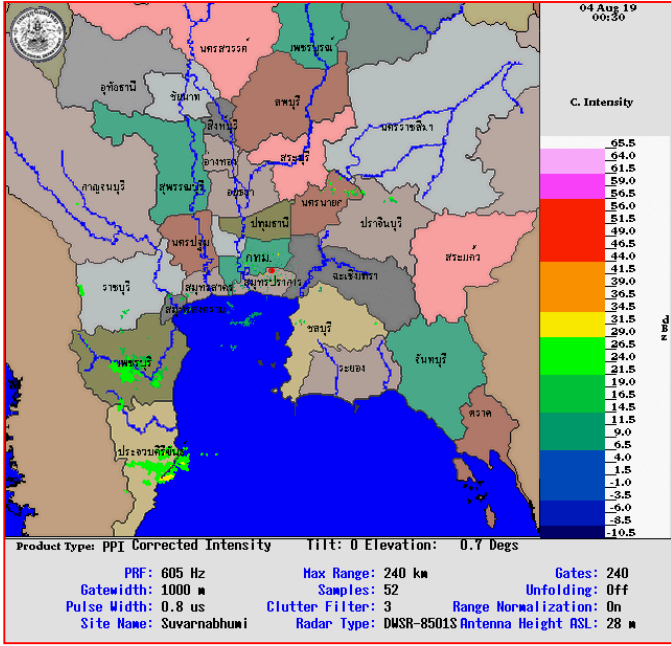 04 Aug 19
00:30
C. Intensity
นครสวรรค์
เพชรบูรณ์
อุทัยธานี
ชัยนาท
ลพบุรี
สิงหบุรี
นครราชสีมา
อ่างทอง
สระบุรี
กาญจนบุรี
สุพรรณบุรี
อยุธยา
นครนายก
ปราจีนบุรี
ปทุมธานี
นครปฐม
กทม.
สระแก้ว
ฉะเชิงเทรา
ราชบุรี
สมุทรสาคร
สมุทรปราการ
สมุทรสงคราม
ชลบุรี
เพชรบุรี
ระยอง
จันทบุรี
ตราด
ประจวบคีรีขันธ์
65.5
64.0
61.5
59.0
56.5
56.0
51.5
49.0
46.5
44.0
41.5
39.0
36.5
34.5
31.5
29.0
26.5
24.0
21.5
19.0
16.5
14.5
11.5
9.0
6.5
4.0
1.5
-1.0
-3.5
-6.0
-8.5
-10.5
dBZ
Product Type: PPI Corrected Intensity Tilt: 0 Elevation: 0.7 Degs
PRF: 605 Hz Max Range: 240 km Gates: 240
Gatewidth: 1000 m Samples: 52 Unfolding: Off
Pulse Width: 0.8 us Clutter Filter: 3 Range Normalization: On
Site Name: Suvarnabhumi Radar Type: DWSR-8501S Antenna Height ASL: 28 m